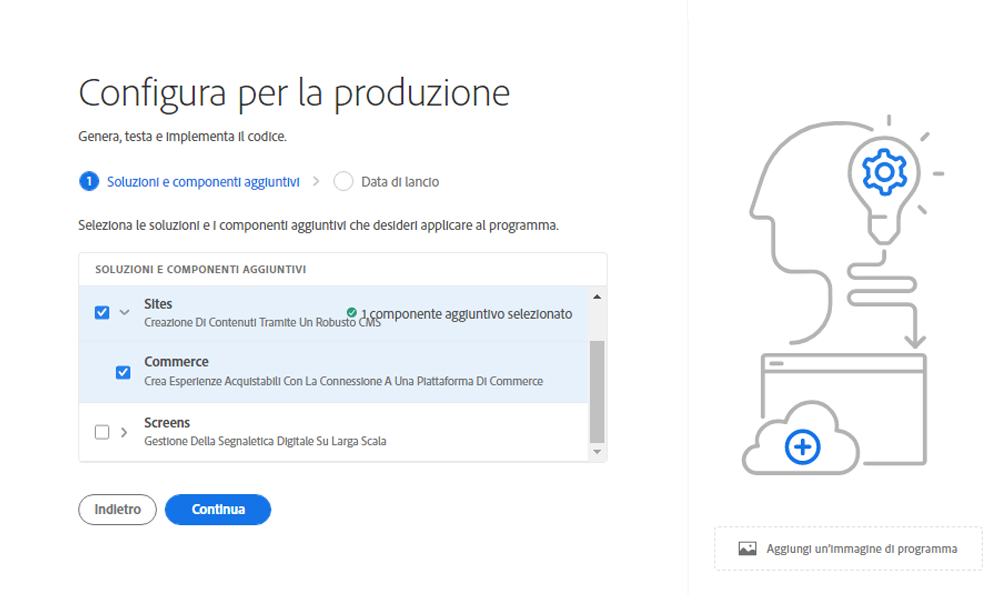 Configura per la produzione
Genera, testa e implementa il codice.
1 Soluzioni e componenti aggiuntivi > Data di lancio
Seleziona le soluzioni e i componenti aggiuntivi che desideri applicare al programma.
SOLUZIONI E COMPONENTI AGGIUNTIVI
Sites
1 componente aggiuntivo selezionato
Creazione Di Contenuti Tramite Un Robusto CMS
Commerce
Crea Esperienze Acquistabili Con La Connessione A Una Piattaforma Di Commerce
Screens
Gestione Della Segnaletica Digitale Su Larga Scala
Indietro Continua
Aggiungi un'immagine di programma